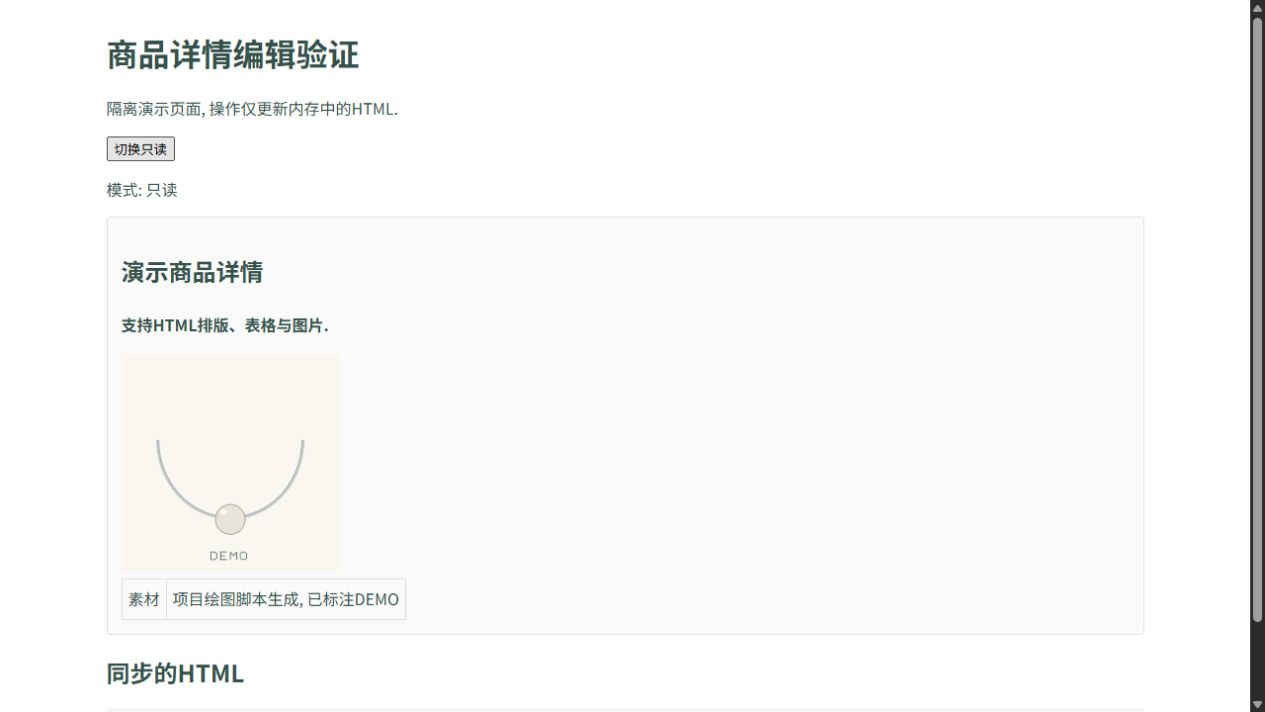 商品详情编辑验证
隔离演示页面, 操作仅更新内存中的HTML.
切换只读
模式: 只读
演示商品详情
支持HTML排版、表格与图片.
DEMO
素材 项目绘图脚本生成, 已标注DEMO
同步的HTML